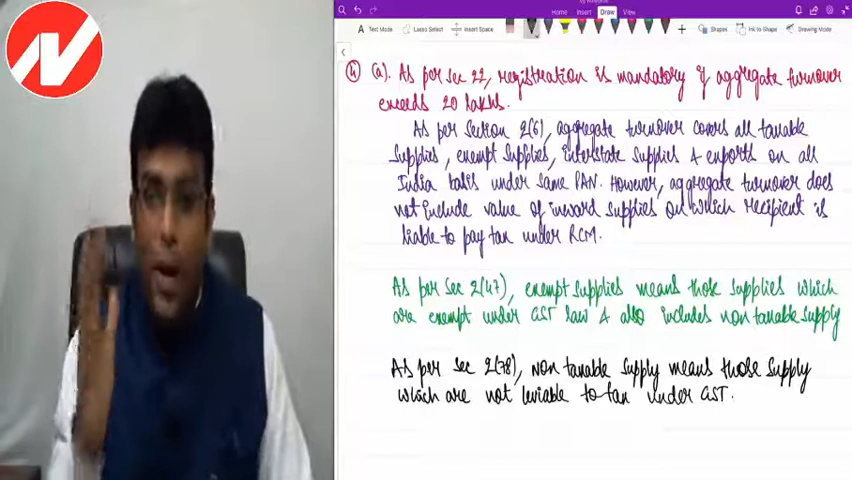 Home Insert Draw View
Text Mode Lasso Select Insert Space Shapes Ink to Shape Drawing Mode
N
4 (a). As per sec 22, registration is mandatory if aggregate turnover
exceeds 20 lakhs.
As per Section 2(6), aggregate turnover covers all taxable
supplies, exempt supplies, interstate supplies & exports on all
India basis under same PAN. However, aggregate turnover does
not include value of inward supplies on which recipient is
liable to pay tax under RCM.
As per Sec 2(47), exempt supplies means those supplies which
are exempt under GST law & also includes non taxable supply
As per sec 2(78), non taxable supply means those supply
which are not leviable to tax under GST.